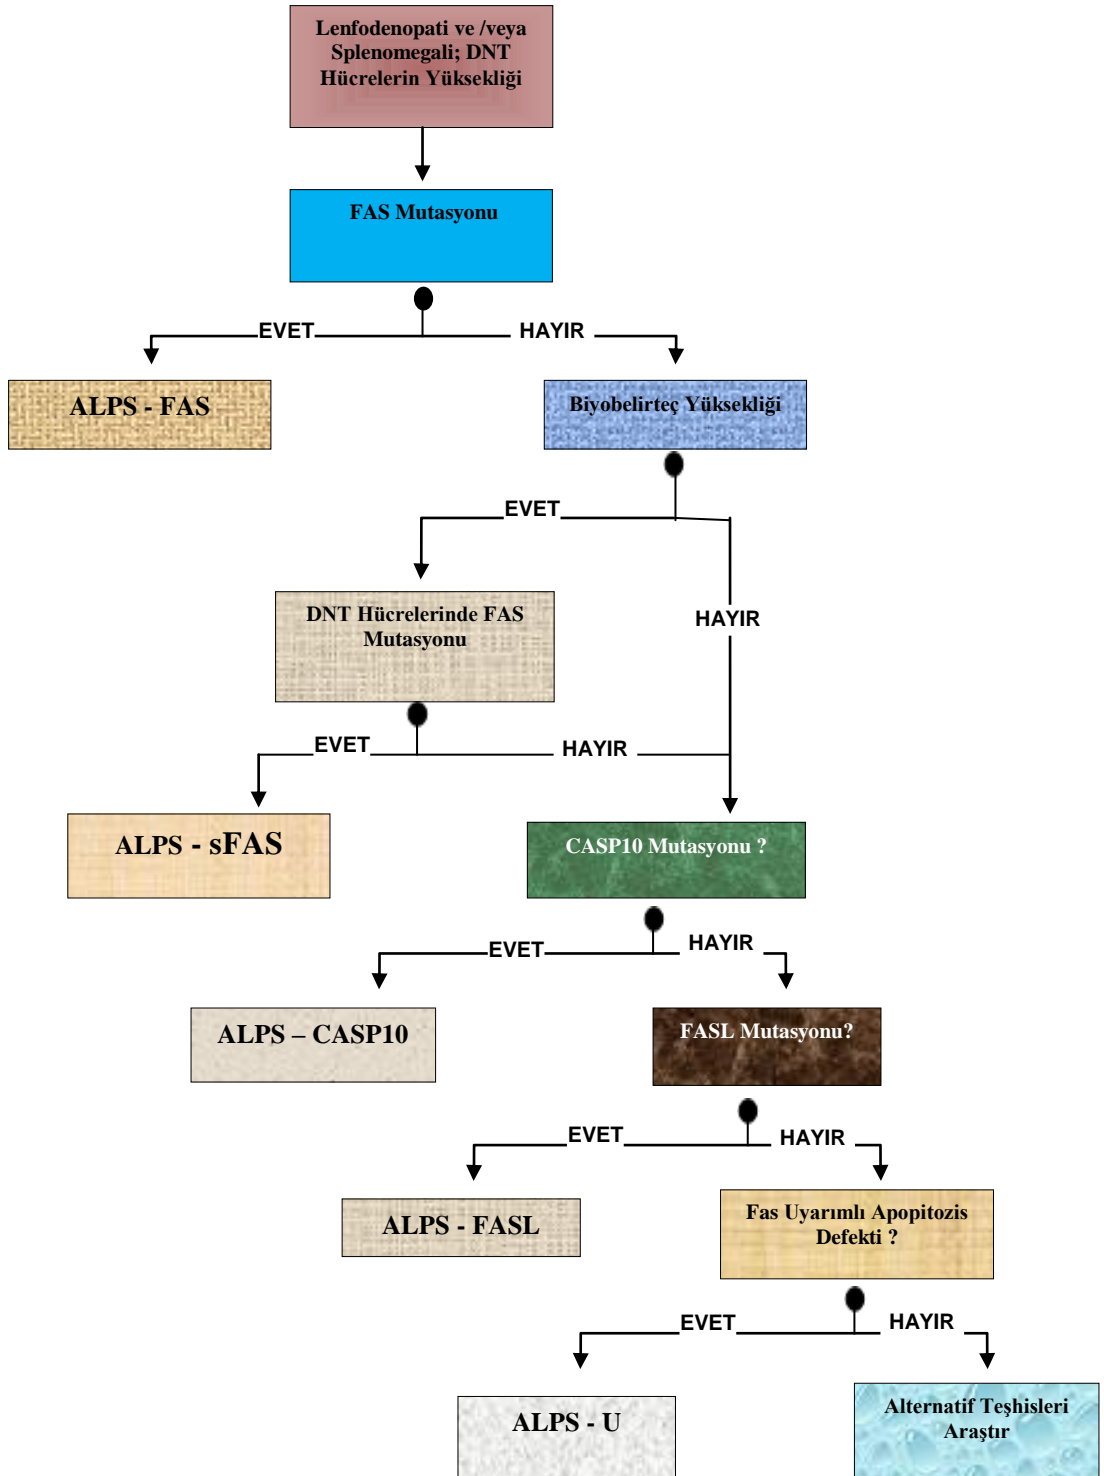 Lenfodenopati ve /veya
Splenomegali; DNT
Hücrelerin Yüksekliği
FAS Mutasyonu
EVET
HAYIR
ALPS - FAS
Biyobelirteç Yüksekliği
EVET
HAYIR
DNT Hücrelerinde FAS
Mutasyonu
EVET
HAYIR
ALPS - sFAS
CASP10 Mutasyonu ?
EVET
HAYIR
ALPS – CASP10
FASL Mutasyonu?
EVET
HAYIR
ALPS - FASL
Fas Uyarımlı Apopitozis
Defekti ?
EVET
HAYIR
ALPS - U
Alternatif Teşhisleri
Araştır